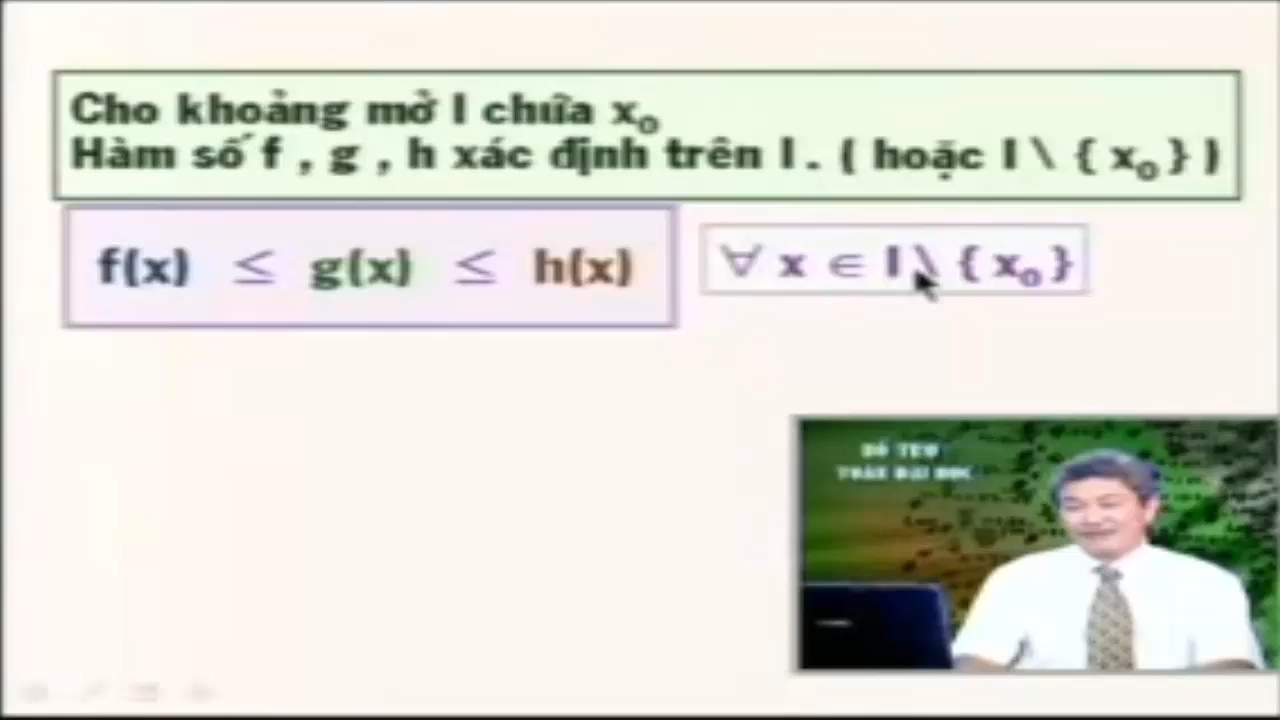 Cho khoảng mở I chứa x₀
Hàm số f , g , h xác định trên I . ( hoặc I \ { x₀ } )
f(x) ≤ g(x) ≤ h(x)
∀ x ∈ I \ { x₀ }